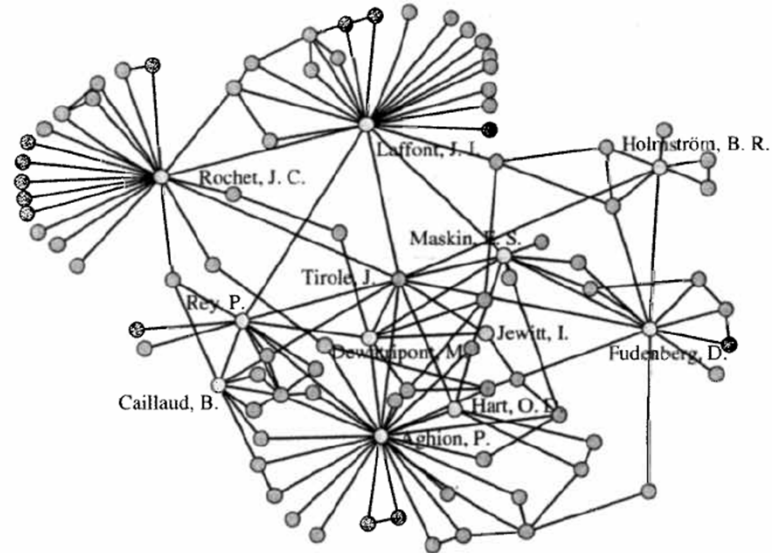 Holmström, B. R.
Laffont, J. J.
Rochet, J. C.
Maskin, E. S.
Tirole, J.
Rey, P.
Jewitt, I.
Dewatripont, M.
Fudenberg, D.
Caillaud, B.
Hart, O. D.
Aghion, P.